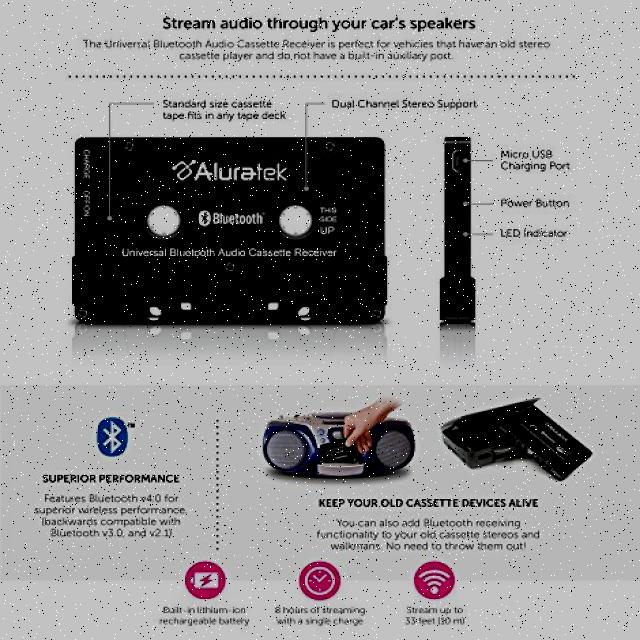 Stream audio through your car's speakers
The Universal Bluetooth Audio Cassette Receiver is perfect for vehicles that have an old stereo
cassette player and do not have a built-in auxiliary port.
Standard size cassette
tape fits in any tape deck
Dual Channel Stereo Support
CHARGE
OFF/ON
Aluratek
Bluetooth
THIS
SIDE
UP
Universal Bluetooth Audio Cassette Receiver
Micro USB
Charging Port
Power Button
LED Indicator
SUPERIOR PERFORMANCE
Features Bluetooth v4.0 for
superior wireless performance,
(backwards compatible with
Bluetooth v3.0, and v2.1).
KEEP YOUR OLD CASSETTE DEVICES ALIVE
You can also add Bluetooth receiving
functionality to your old cassette stereos and
walkmans. No need to throw them out!
Built-in lithium-ion
rechargeable battery
8 hours of streaming
with a single charge
Stream up to
33 feet (10 m)